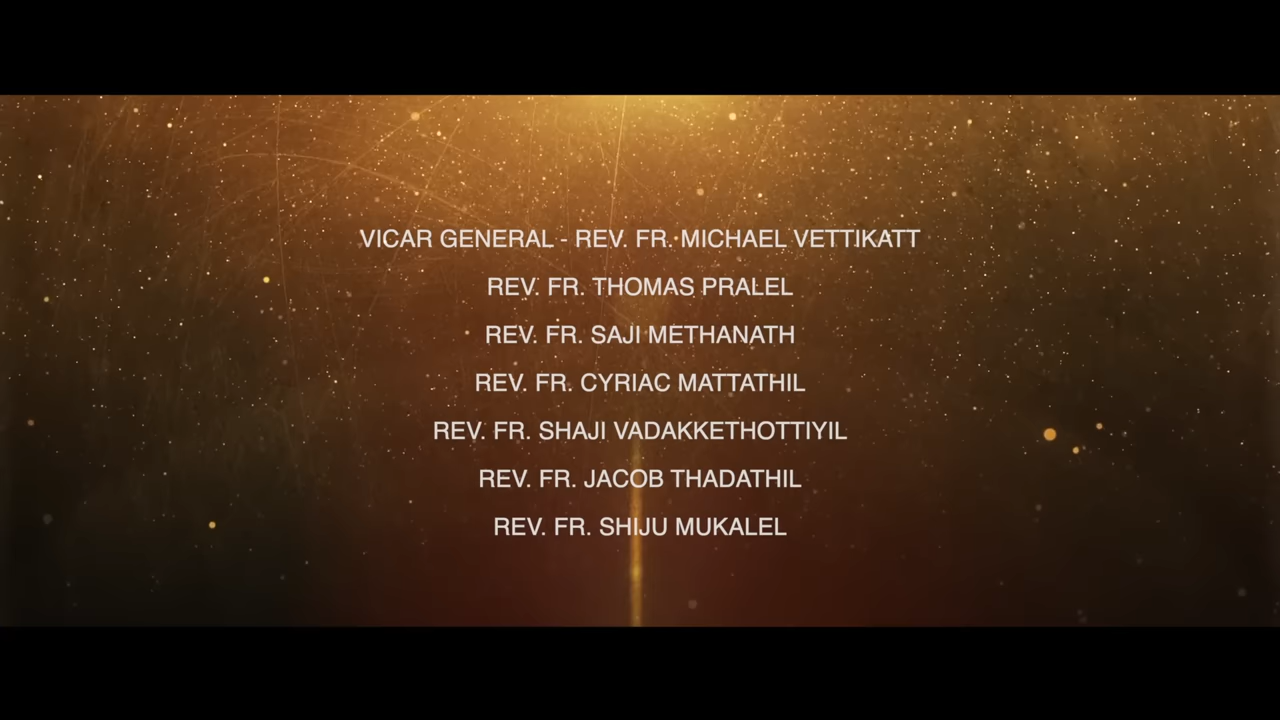 VICAR GENERAL - REV. FR. MICHAEL VETTIKATT
REV. FR. THOMAS PRALEL
REV. FR. SAJI METHANATH
REV. FR. CYRIAC MATTATHIL
REV. FR. SHAJI VADAKKETHOTTIYIL
REV. FR. JACOB THADATHIL
REV. FR. SHIJU MUKALEL